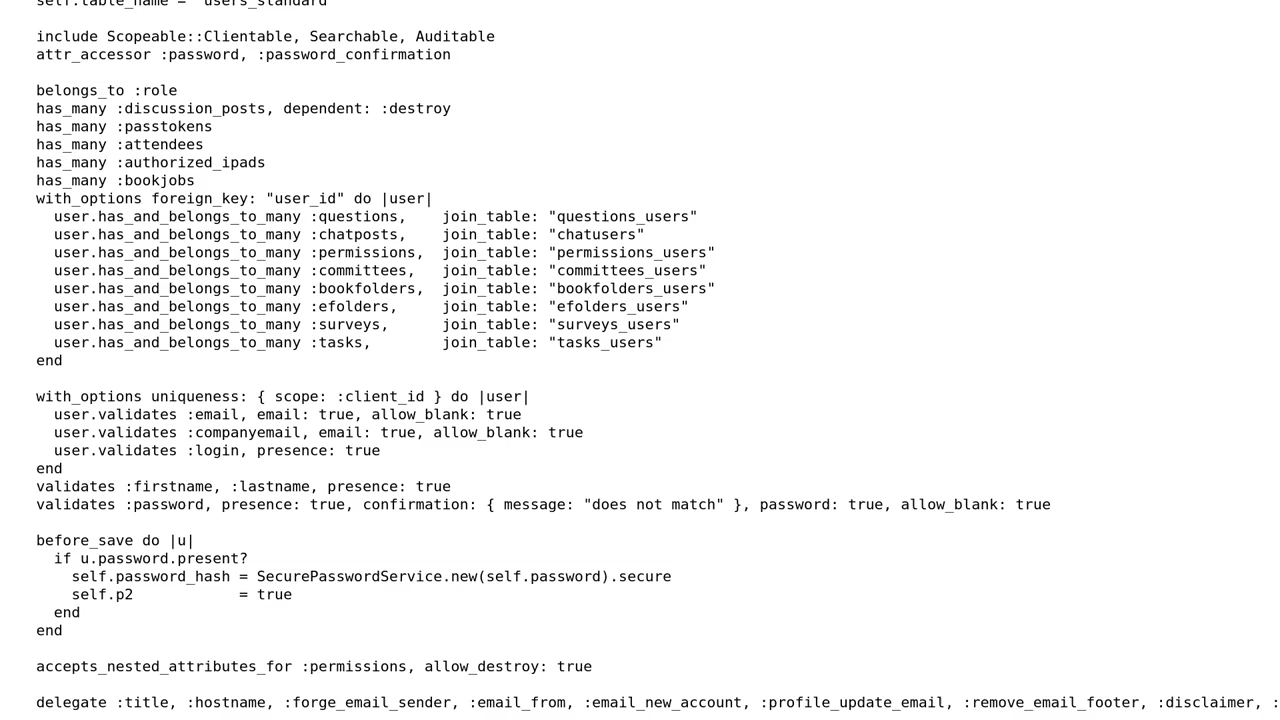 self.table_name = "users_standard"

include Scopeable::Clientable, Searchable, Auditable
attr_accessor :password, :password_confirmation

belongs_to :role
has_many :discussion_posts, dependent: :destroy
has_many :passtokens
has_many :attendees
has_many :authorized_ipads
has_many :bookjobs
with_options foreign_key: "user_id" do |user|
  user.has_and_belongs_to_many :questions,    join_table: "questions_users"
  user.has_and_belongs_to_many :chatposts,    join_table: "chatusers"
  user.has_and_belongs_to_many :permissions,  join_table: "permissions_users"
  user.has_and_belongs_to_many :committees,   join_table: "committees_users"
  user.has_and_belongs_to_many :bookfolders,  join_table: "bookfolders_users"
  user.has_and_belongs_to_many :efolders,     join_table: "efolders_users"
  user.has_and_belongs_to_many :surveys,      join_table: "surveys_users"
  user.has_and_belongs_to_many :tasks,        join_table: "tasks_users"
end

with_options uniqueness: { scope: :client_id } do |user|
  user.validates :email, email: true, allow_blank: true
  user.validates :companyemail, email: true, allow_blank: true
  user.validates :login, presence: true
end
validates :firstname, :lastname, presence: true
validates :password, presence: true, confirmation: { message: "does not match" }, password: true, allow_blank: true

before_save do |u|
  if u.password.present?
    self.password_hash = SecurePasswordService.new(self.password).secure
    self.p2            = true
  end
end

accepts_nested_attributes_for :permissions, allow_destroy: true

delegate :title, :hostname, :forge_email_sender, :email_from, :email_new_account, :profile_update_email, :remove_email_footer, :disclaimer, :